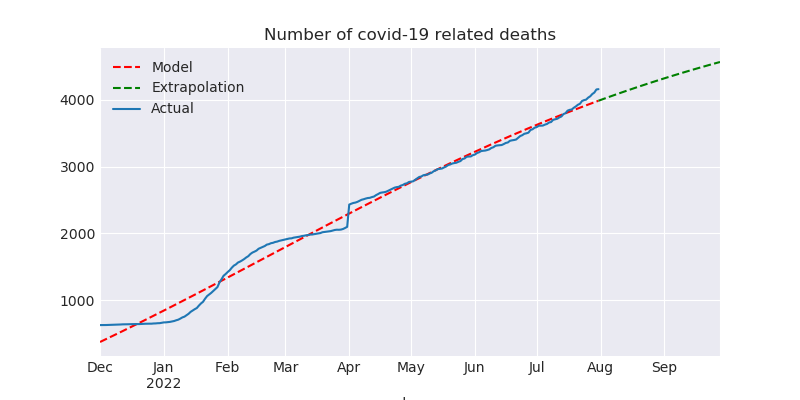 Number of covid-19 related deaths
Model
Extrapolation
Actual
4000
3000
2000
1000
Dec Jan Feb Mar Apr May Jun Jul Aug Sep
2022